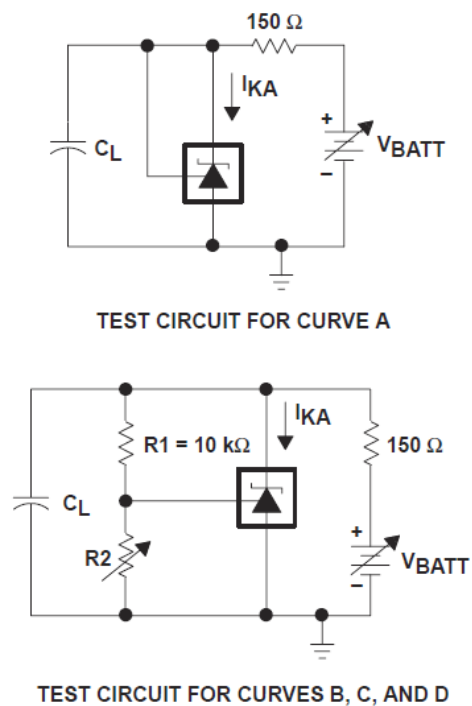 150 Ω
IKA
CL
+
VBATT
−
TEST CIRCUIT FOR CURVE A
IKA
R1 = 10 kΩ
150 Ω
CL
R2
+
VBATT
−
TEST CIRCUIT FOR CURVES B, C, AND D